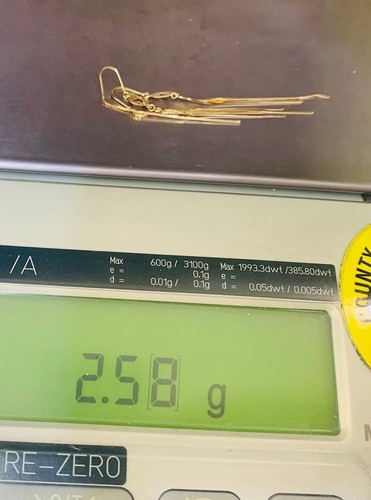 /A
Max 600g / 3100g Max 1993.3dwt /385.80dwt
e = 0.1g e =
d = 0.01g / 0.1g d = 0.05dwt / 0.005dwt
COUNTY
2.58 g
RE-ZERO